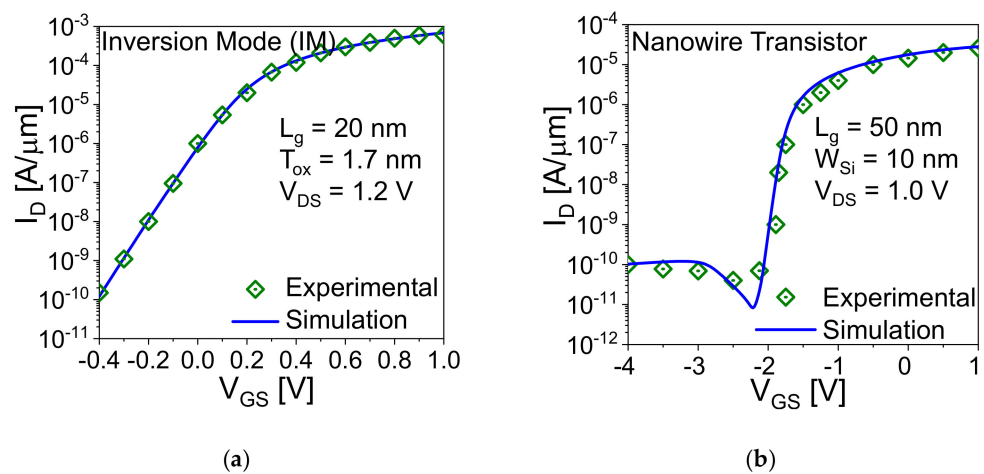 Inversion Mode (IM)
I_D [A/μm]
10^-3
10^-4
10^-5
10^-6
10^-7
10^-8
10^-9
10^-10
10^-11
L_g = 20 nm
T_ox = 1.7 nm
V_DS = 1.2 V
Experimental
Simulation
-0.4 -0.2 0.0 0.2 0.4 0.6 0.8 1.0
V_GS [V]
(a)
Nanowire Transistor
I_D [A/μm]
10^-4
10^-5
10^-6
10^-7
10^-8
10^-9
10^-10
10^-11
10^-12
L_g = 50 nm
W_Si = 10 nm
V_DS = 1.0 V
Experimental
Simulation
-4 -3 -2 -1 0 1
V_GS [V]
(b)